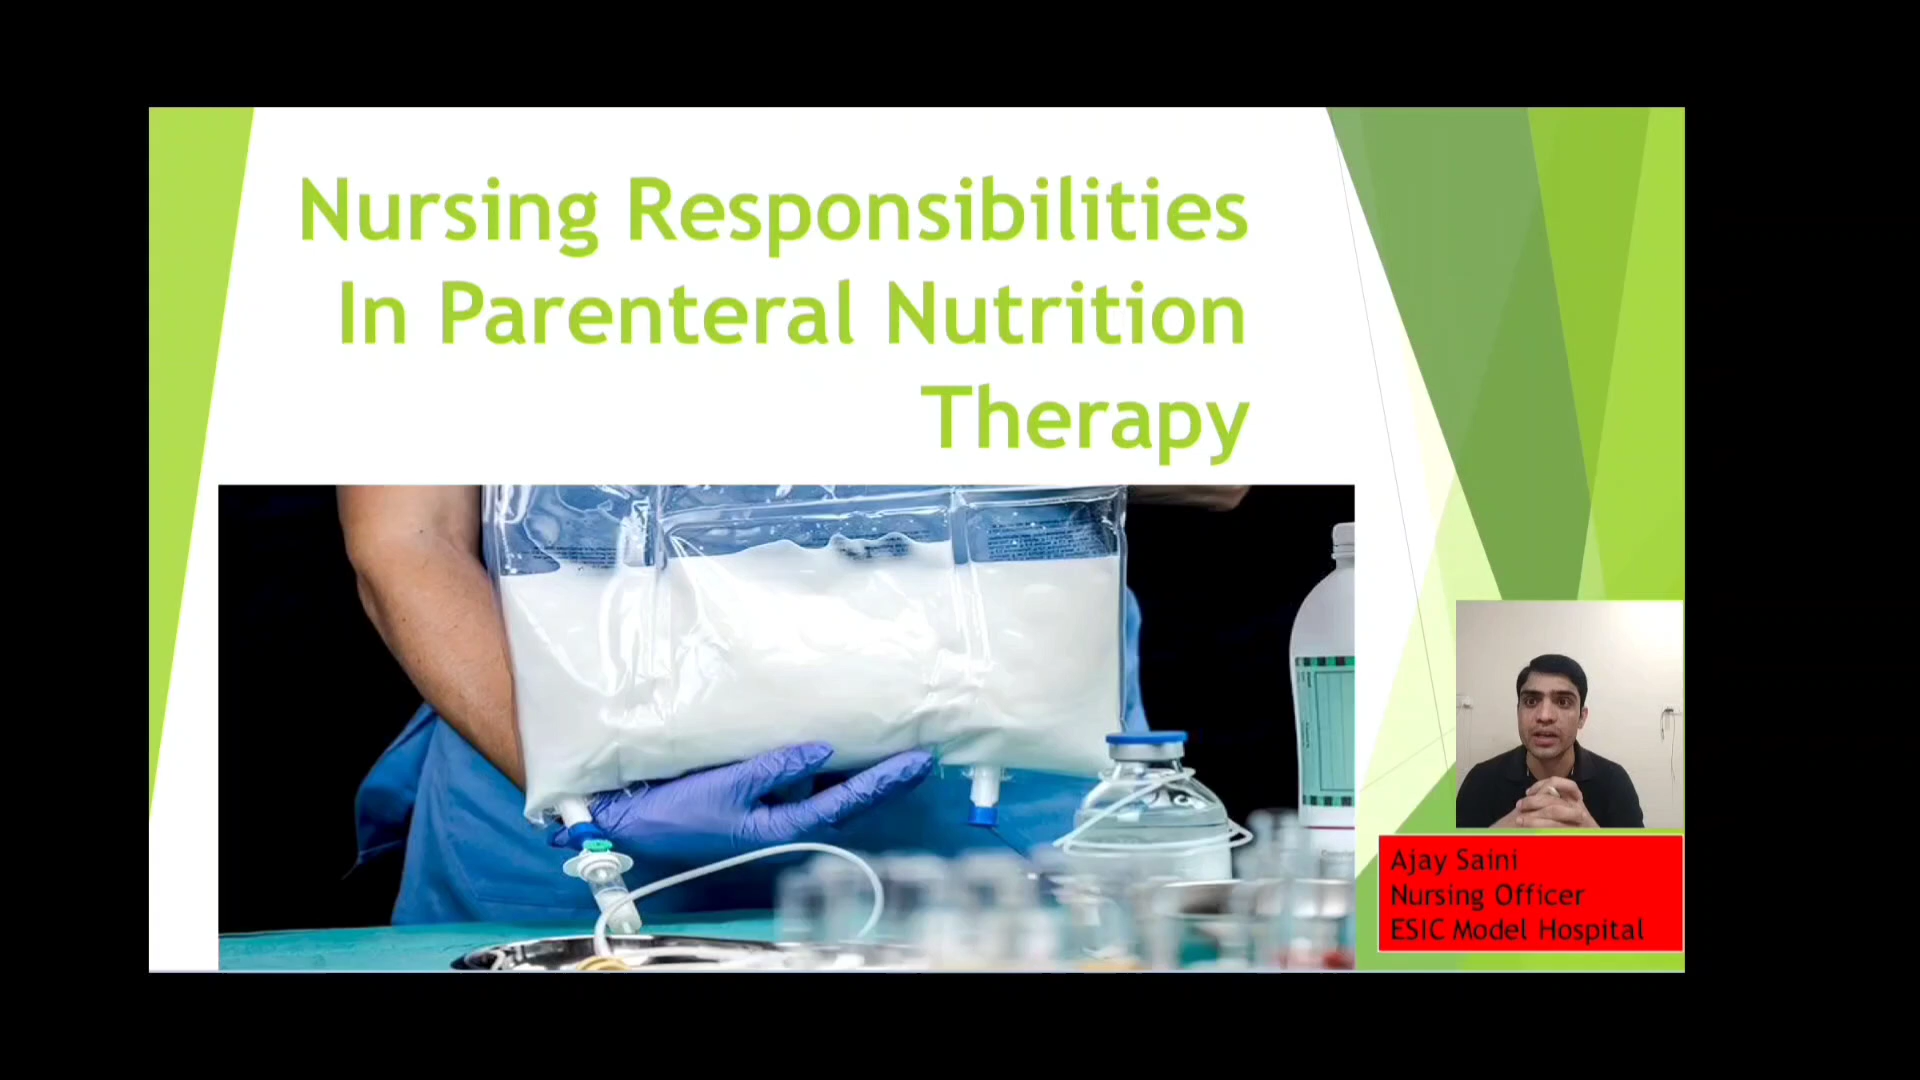 Nursing Responsibilities
In Parenteral Nutrition
Therapy
Ajay Saini
Nursing Officer
ESIC Model Hospital